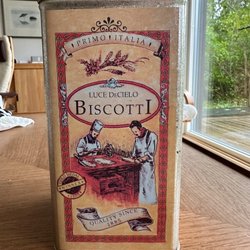 PRIMO • ITALIA
LUCE DECIELO
BISCOTTI
QUALITY SINCE